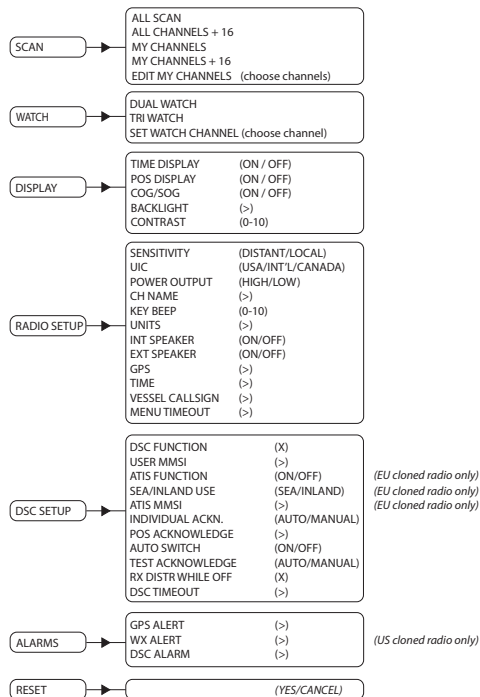 SCAN
ALL SCAN
ALL CHANNELS + 16
MY CHANNELS
MY CHANNELS + 16
EDIT MY CHANNELS (choose channels)
WATCH
DUAL WATCH
TRI WATCH
SET WATCH CHANNEL (choose channel)
DISPLAY
TIME DISPLAY (ON / OFF)
POS DISPLAY (ON / OFF)
COG/SOG (ON / OFF)
BACKLIGHT (>)
CONTRAST (0-10)
RADIO SETUP
SENSITIVITY (DISTANT/LOCAL)
UIC (USA/INT'L/CANADA)
POWER OUTPUT (HIGH/LOW)
CH NAME (>)
KEY BEEP (0-10)
UNITS (>)
INT SPEAKER (ON/OFF)
EXT SPEAKER (ON/OFF)
GPS (>)
TIME (>)
VESSEL CALLSIGN (>)
MENU TIMEOUT (>)
DSC SETUP
DSC FUNCTION (X)
USER MMSI (>)
ATIS FUNCTION (ON/OFF) (EU cloned radio only)
SEA/INLAND USE (SEA/INLAND) (EU cloned radio only)
ATIS MMSI (>) (EU cloned radio only)
INDIVIDUAL ACKN. (AUTO/MANUAL)
POS ACKNOWLEDGE (>)
AUTO SWITCH (ON/OFF)
TEST ACKNOWLEDGE (AUTO/MANUAL)
RX DISTR WHILE OFF (X)
DSC TIMEOUT (>)
ALARMS
GPS ALERT (>)
WX ALERT (>) (US cloned radio only)
DSC ALARM (>)
RESET
(YES/CANCEL)